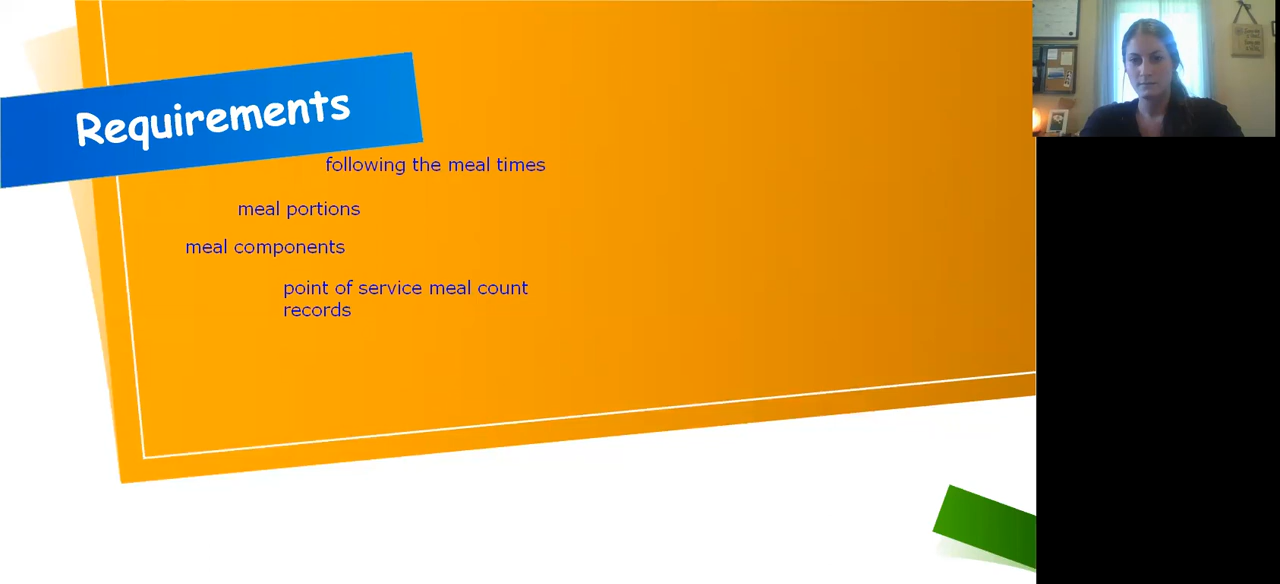 Requirements
following the meal times
meal portions
meal components
point of service meal count
records